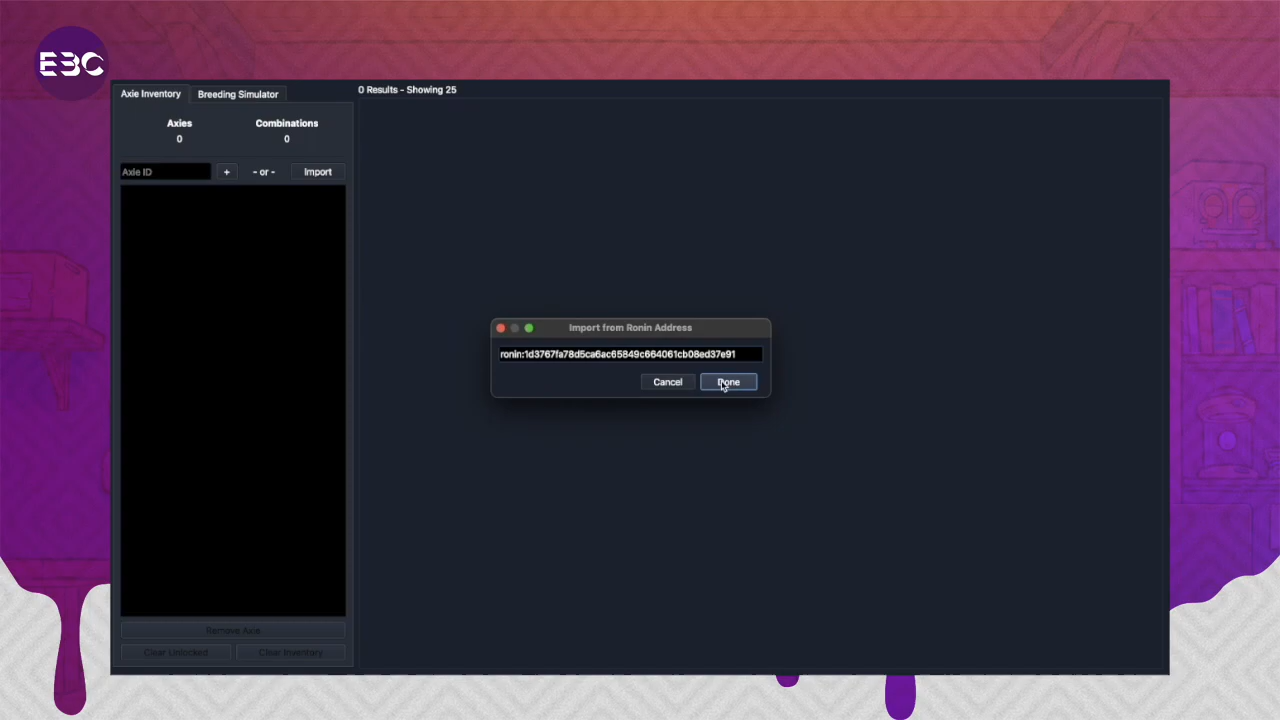 EBC
Axie Inventory
Breeding Simulator
0 Results - Showing 25
Axies
Combinations
0
0
Axie ID
+
- or -
Import
Import from Ronin Address
ronin:1d3767fa78d5ca6ac65849c664061cb08ed37e91
Cancel
Done
Remove Axie
Clear Unlocked
Clear Inventory